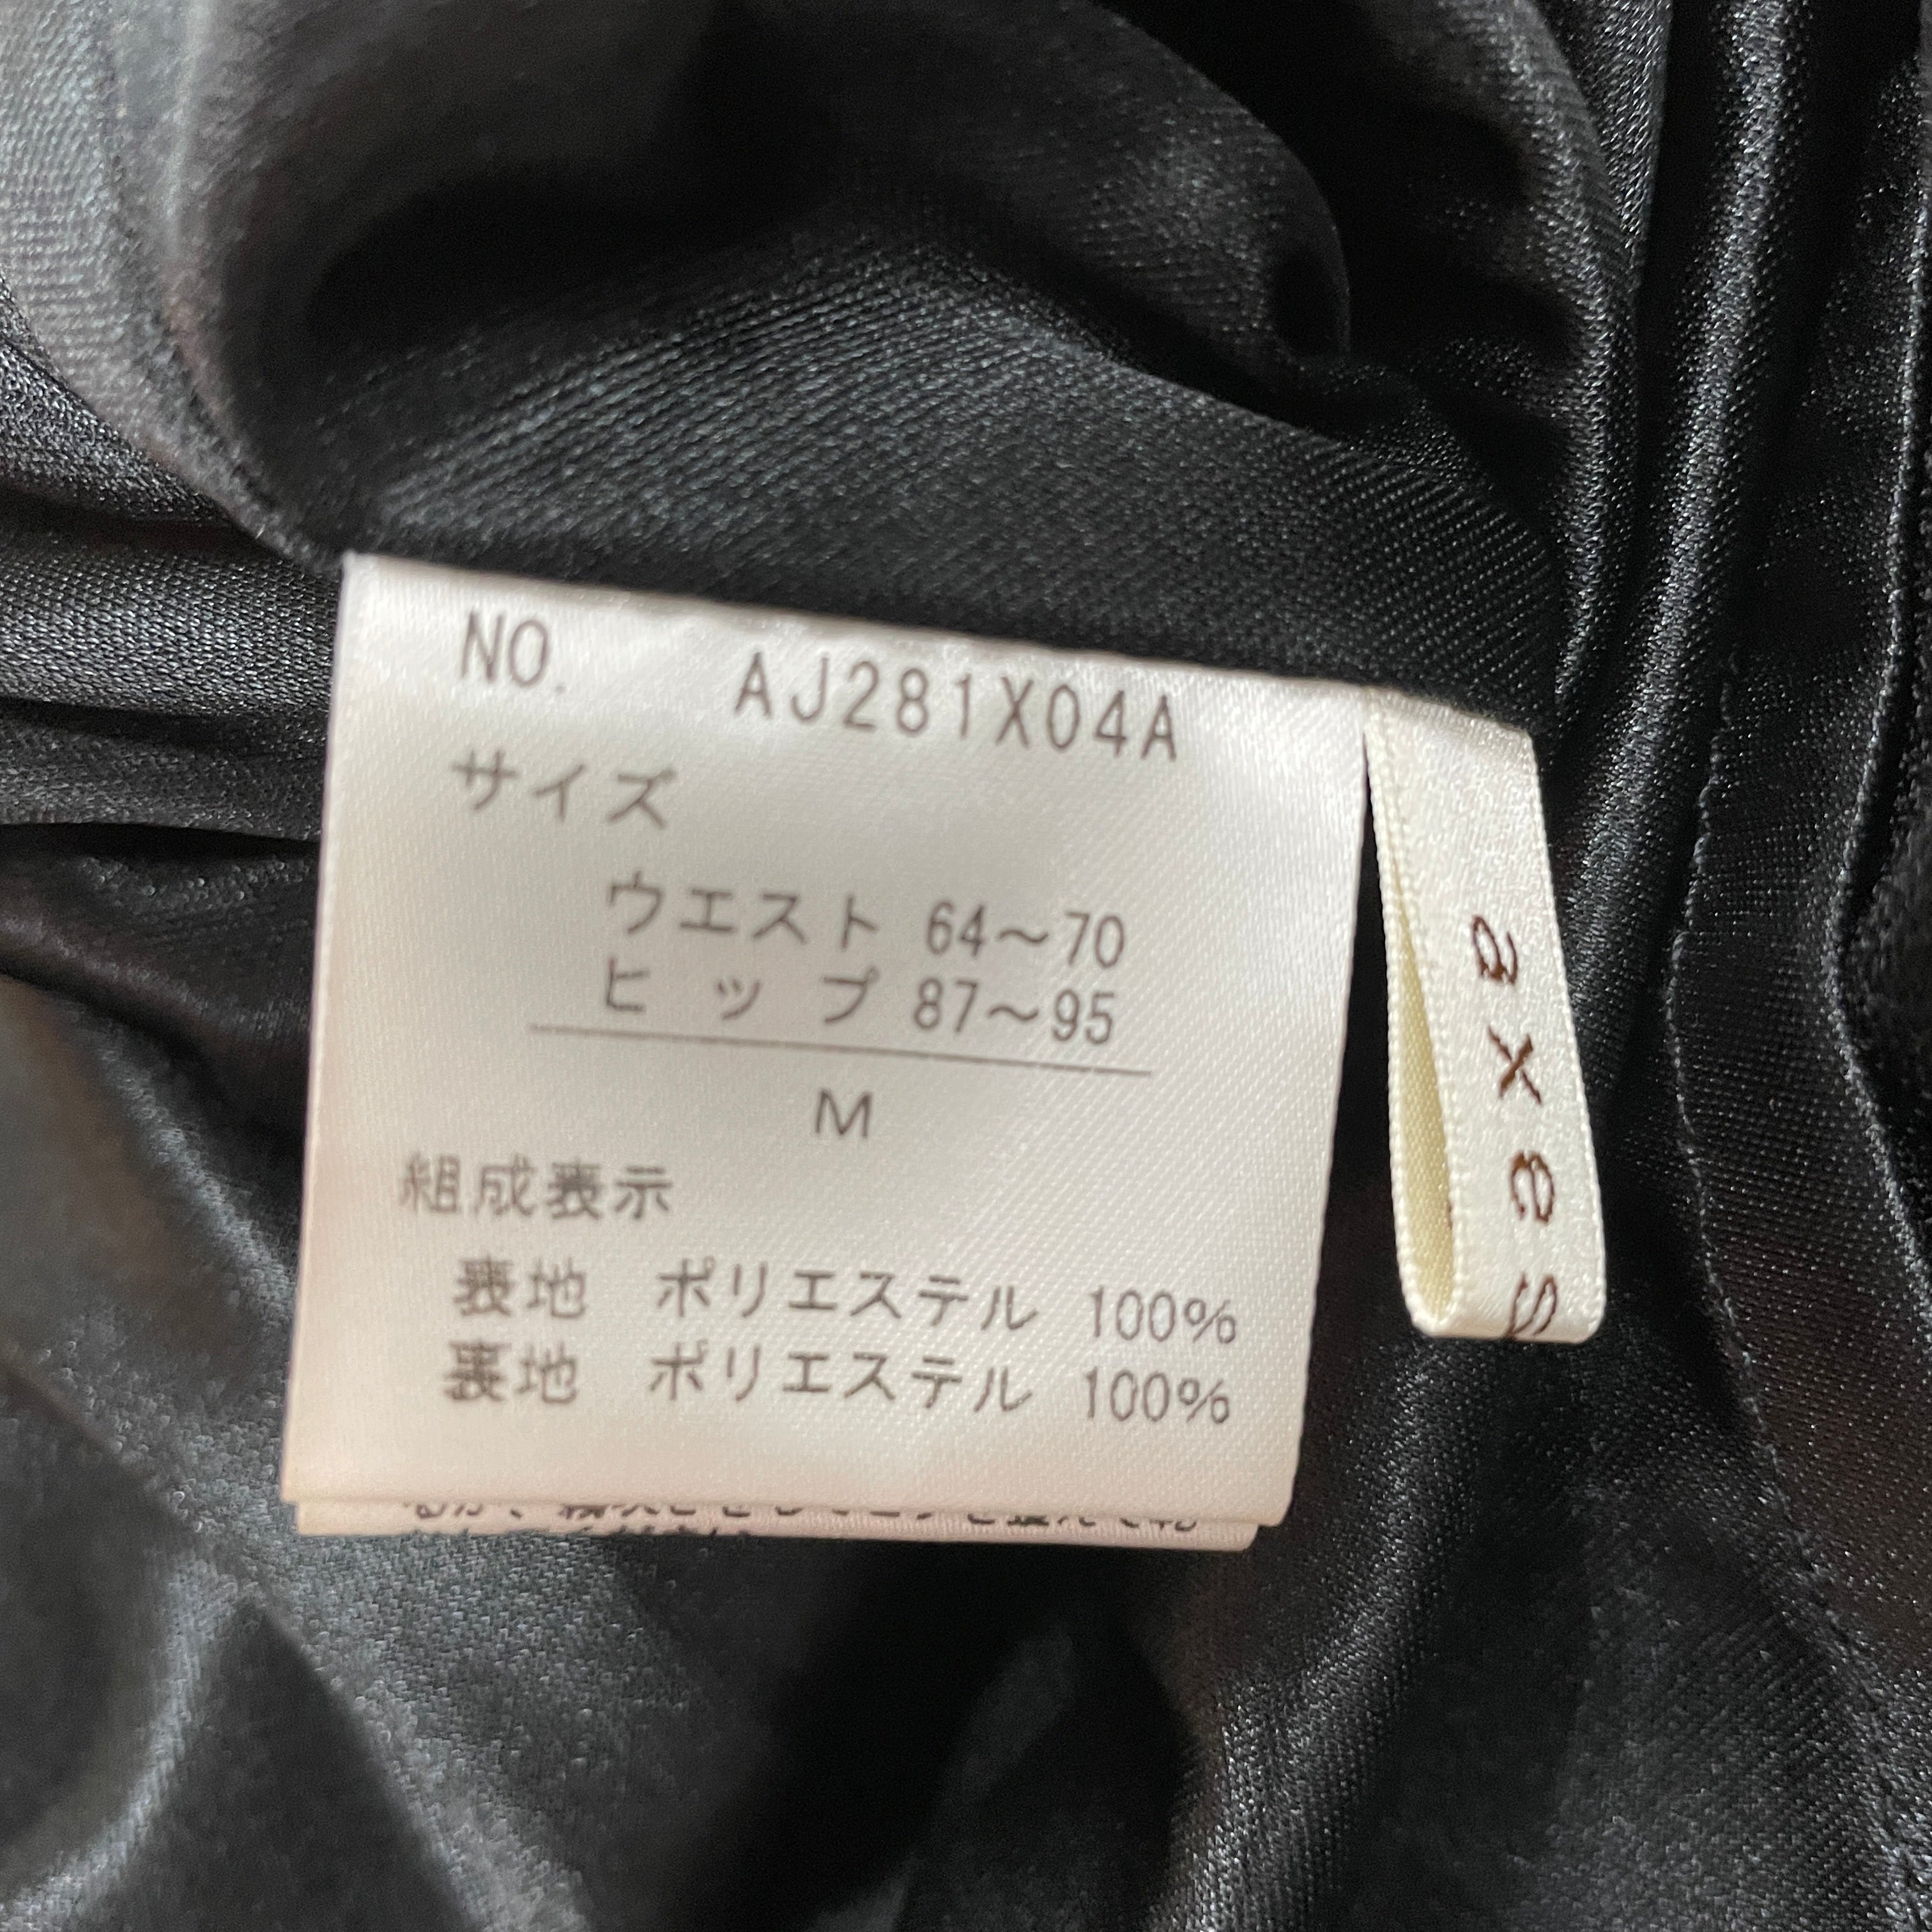 NO. AJ281X04A
サイズ
ウエスト 64〜70
ヒップ 87〜95
M
組成表示
表地 ポリエステル 100%
裏地 ポリエステル 100%
axes